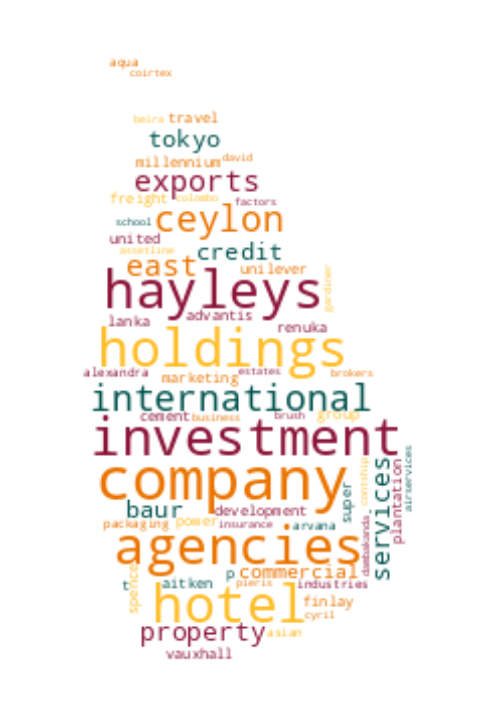 aqua
coirtex
beira travel
tokyo
millennium david
exports
freight colombo
factors
school ceylon
united
assetline credit
east unilever
hayleys
gardiner
lanka advantis
renuka
holdings
alexandra estates brokers
marketing
international
cement business brush group
investment
airservices
company
services
cantship
plantation
super
baur development
packaging power insurance arvana
agencies
dambakanda
t aitken p commercial
pieris industries
spence
hotel finlay
cyril
property asian
vauxhall